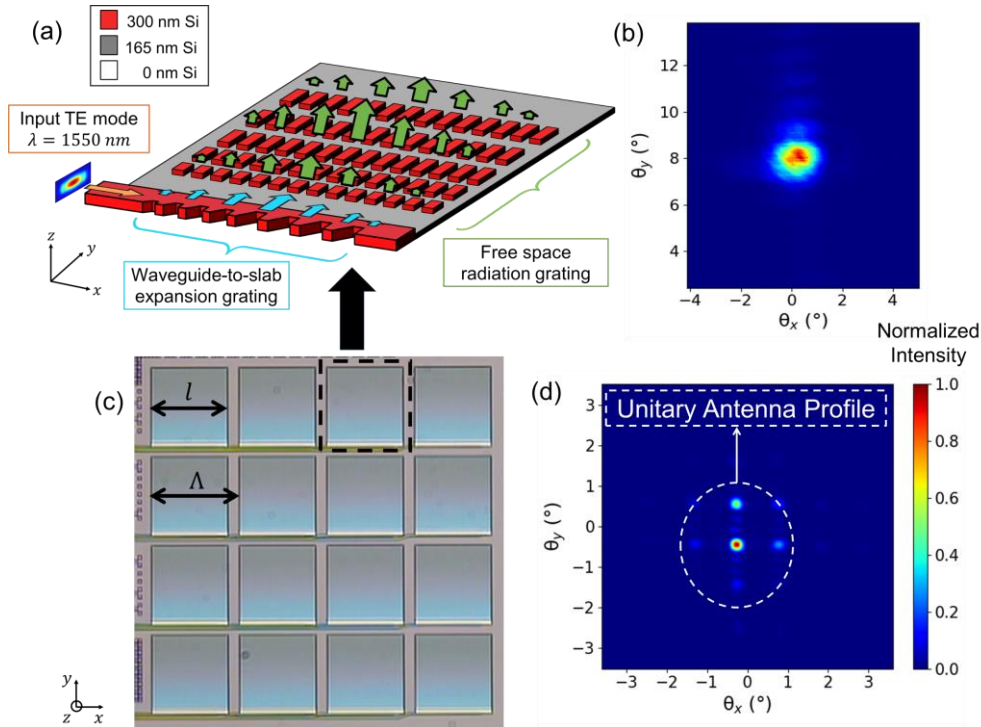 (a)
300 nm Si
165 nm Si
0 nm Si
Input TE mode
λ = 1550 nm
z
y
x
Waveguide-to-slab
expansion grating
Free space
radiation grating
(b)
θy (°)
12
10
8
6
4
−4
−2
0
2
4
θx (°)
(c)
l
Λ
y
z
x
Normalized
Intensity
1.0
0.8
0.6
0.4
0.2
0.0
(d)
Unitary Antenna Profile
θy (°)
3
2
1
0
−1
−2
−3
−3
−2
−1
0
1
2
3
θx (°)